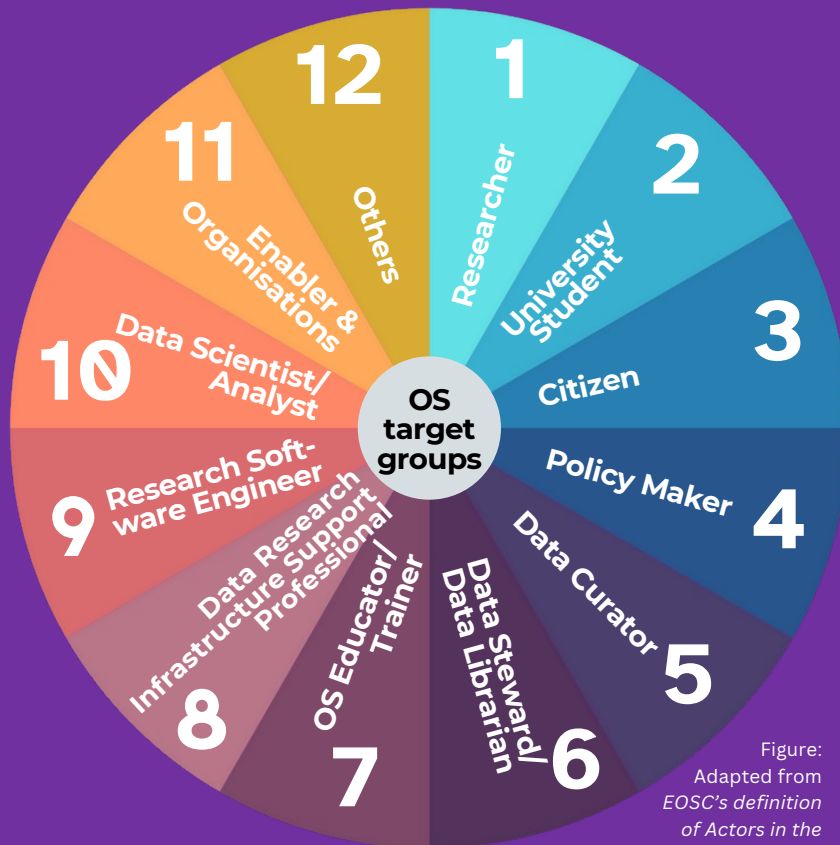 OS
target
groups
1
Researcher
2
University
Student
3
Citizen
4
Policy Maker
5
Data Curator
6
Data Steward/
Data Librarian
7
OS Educator/
Trainer
8
Data Research
Infrastructure Support
Professional
9
Research Soft-
ware Engineer
10
Data Scientist/
Analyst
11
Enabler &
Organisations
12
Others
Figure:
Adapted from
EOSC’s definition
of Actors in the